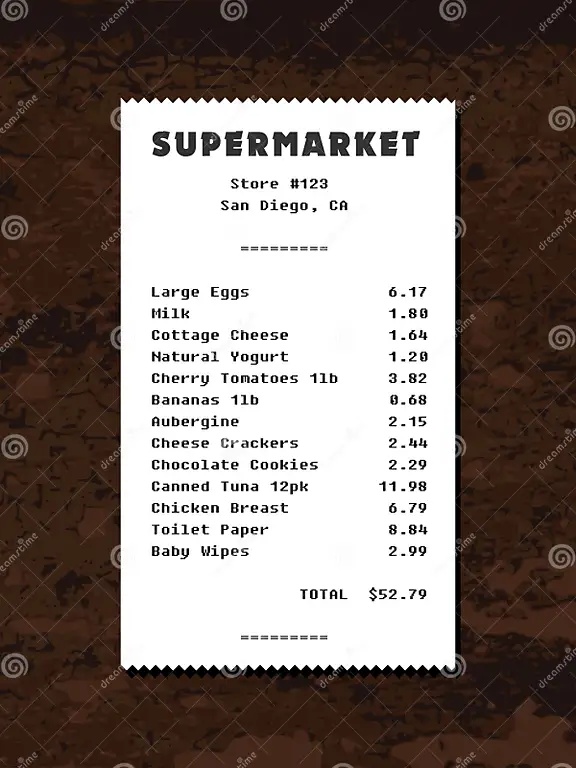 SUPERMARKET
Store #123
San Diego, CA
=========
Large Eggs 6.17
Milk 1.80
Cottage Cheese 1.64
Natural Yogurt 1.20
Cherry Tomatoes 1lb 3.82
Bananas 1lb 0.68
Aubergine 2.15
Cheese Crackers 2.44
Chocolate Cookies 2.29
Canned Tuna 12pk 11.98
Chicken Breast 6.79
Toilet Paper 8.84
Baby Wipes 2.99
TOTAL $52.79
=========
dreamstime